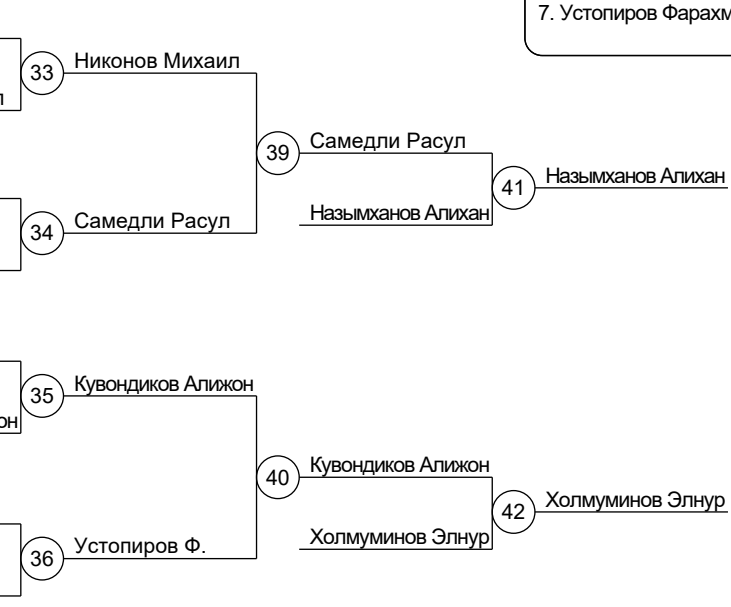 7. Устопиров Фарахм
33 Никонов Михаил
39 Самедли Расул
41 Назымханов Алихан
Назымханов Алихан
34 Самедли Расул
35 Кувондиков Алижон
он
40 Кувондиков Алижон
42 Холмуминов Элнур
Холмуминов Элнур
36 Устопиров Ф.